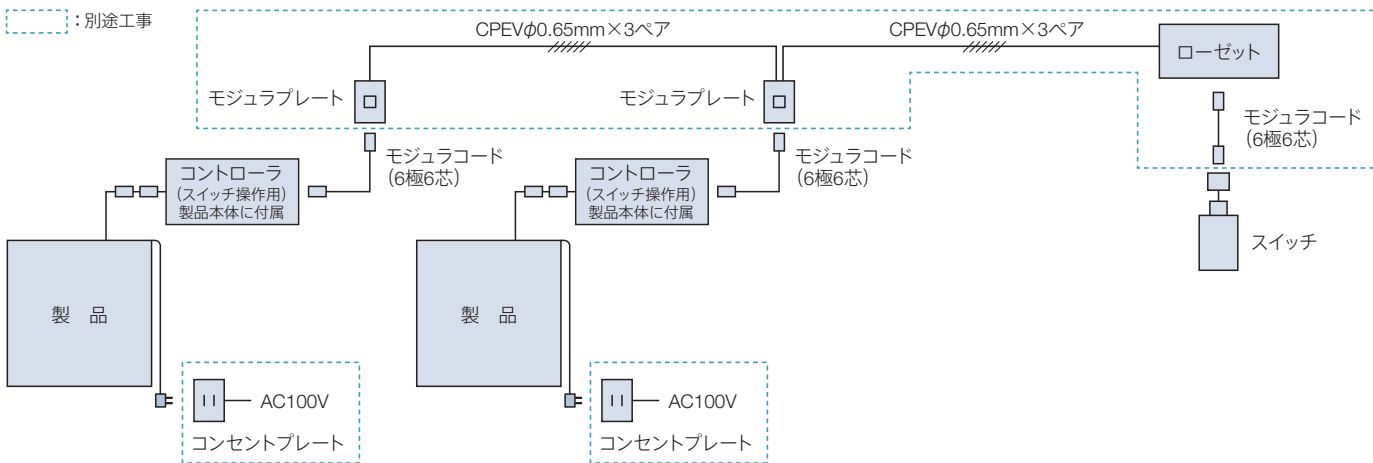 ：別途工事
CPEVφ0.65mm×3ペア
CPEVφ0.65mm×3ペア
ローゼット
モジュラプレート
モジュラプレート
モジュラコード
（6極6芯）
モジュラコード
（6極6芯）
モジュラコード
（6極6芯）
コントローラ
（スイッチ操作用）
製品本体に付属
コントローラ
（スイッチ操作用）
製品本体に付属
スイッチ
製　品
製　品
AC100V
コンセントプレート
AC100V
コンセントプレート